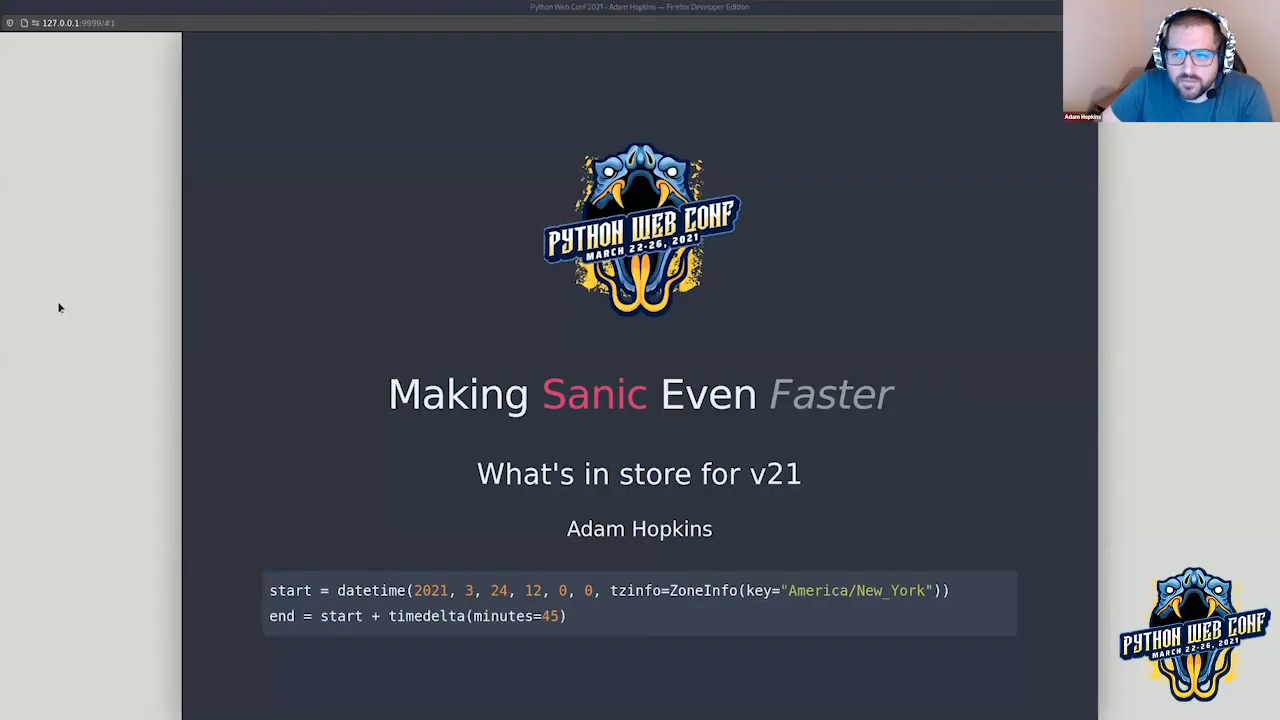 Python Web Conf 2021 - Adam Hopkins — Firefox Developer Edition
127.0.0.1:9999/#1
Adam Hopkins
PYTHON WEB CONF
MARCH 22-26, 2021
Making Sanic Even Faster
What's in store for v21
Adam Hopkins
start = datetime(2021, 3, 24, 12, 0, 0, tzinfo=ZoneInfo(key="America/New_York"))
end = start + timedelta(minutes=45)
PYTHON WEB CONF
MARCH 22-26, 2021